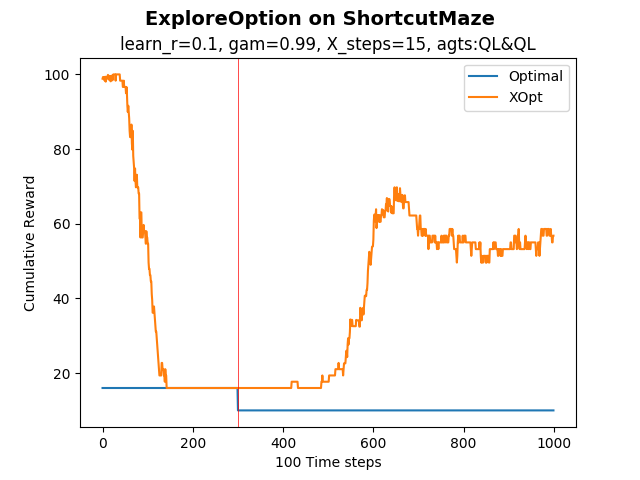 ExploreOption on ShortcutMaze
learn_r=0.1, gam=0.99, X_steps=15, agts:QL&QL
Optimal
XOpt
100
80
60
40
20
Cumulative Reward
0 200 400 600 800 1000
100 Time steps